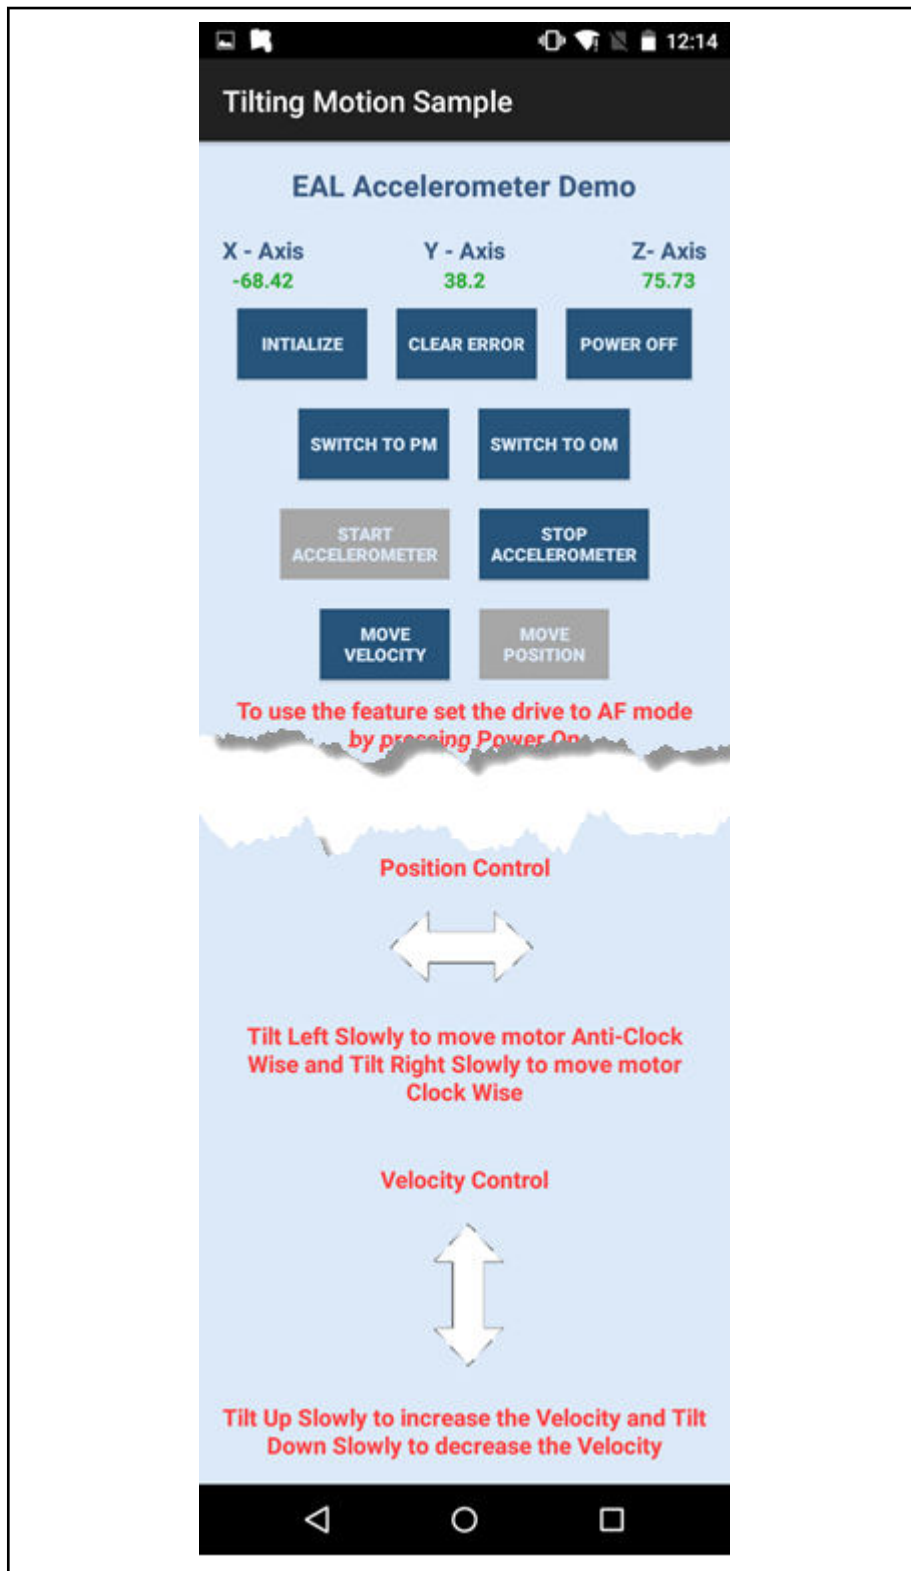 12:14
Tilting Motion Sample
EAL Accelerometer Demo
X - Axis Y - Axis Z- Axis
-68.42 38.2 75.73
INTIALIZE CLEAR ERROR POWER OFF
SWITCH TO PM SWITCH TO OM
START ACCELEROMETER STOP ACCELEROMETER
MOVE VELOCITY MOVE POSITION
To use the feature set the drive to AF mode
by pressing Power On
Position Control
Tilt Left Slowly to move motor Anti-Clock
Wise and Tilt Right Slowly to move motor
Clock Wise
Velocity Control
Tilt Up Slowly to increase the Velocity and Tilt
Down Slowly to decrease the Velocity